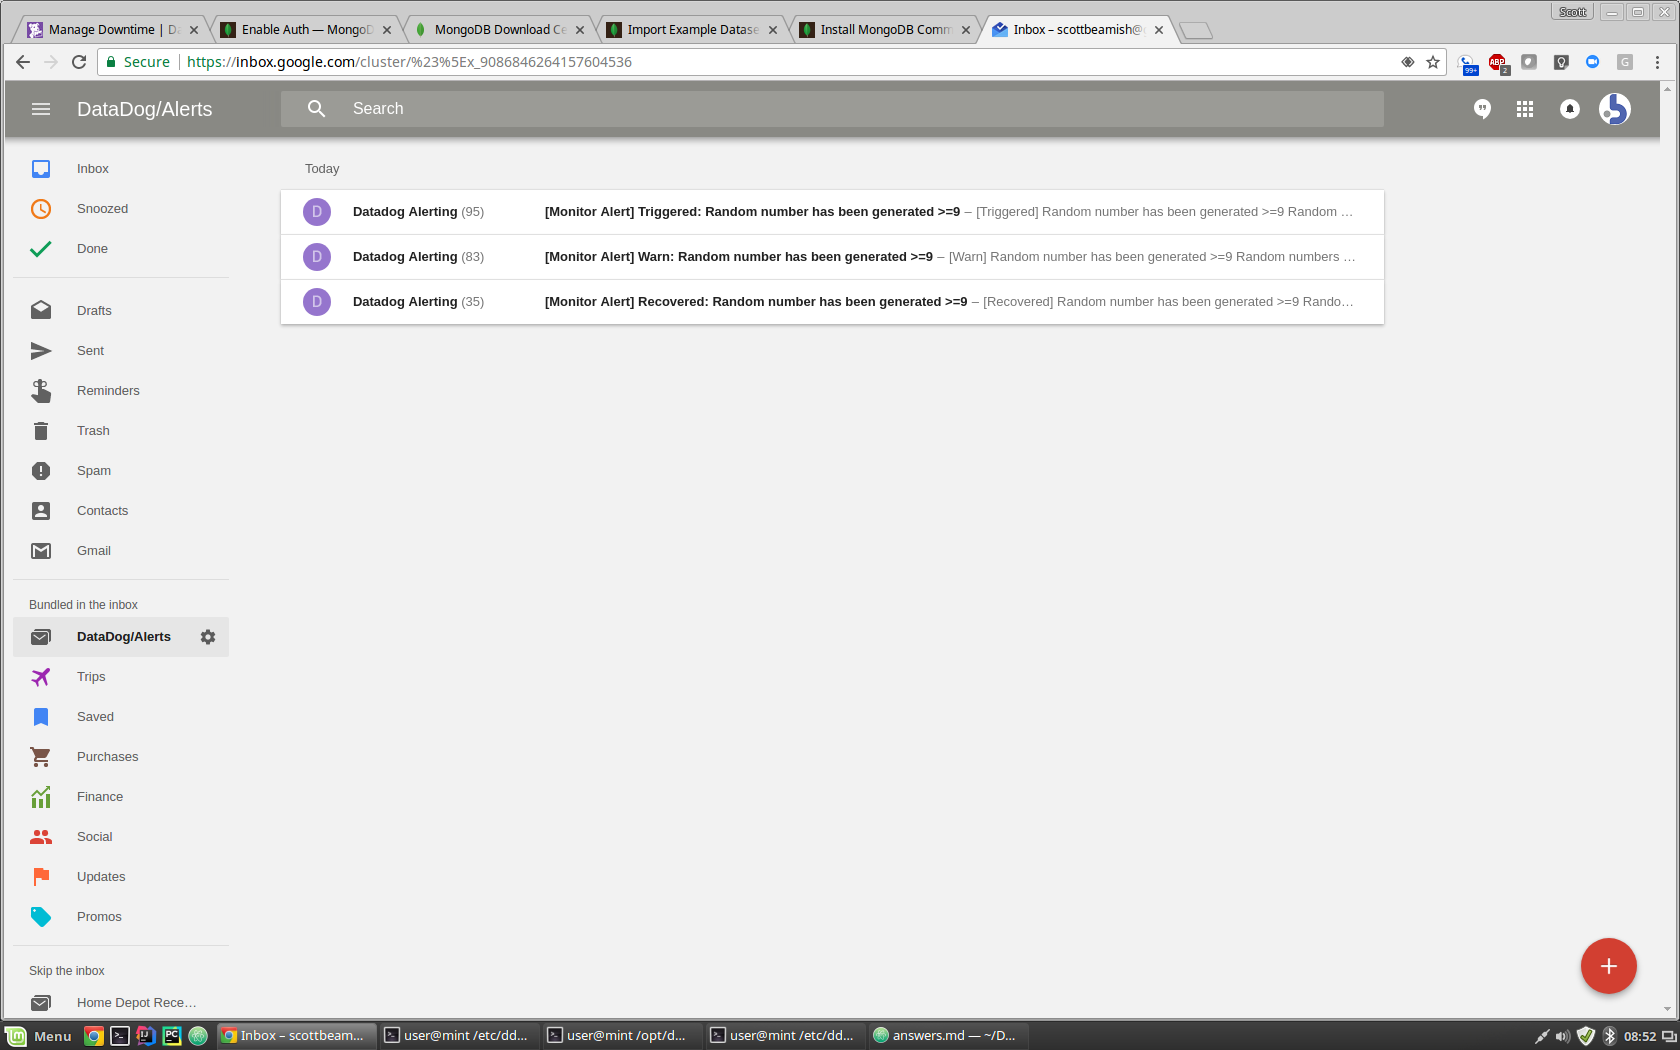 Scott
Manage Downtime | Da
Enable Auth — MongoD
MongoDB Download Ce
Import Example Datase
Install MongoDB Comm
Inbox – scottbeamish@
Secure
https://inbox.google.com/cluster/%23%5Ex_9086846264157604536
99+
ABP
2
G
DataDog/Alerts
Search
Inbox
Snoozed
Done
Drafts
Sent
Reminders
Trash
Spam
Contacts
Gmail
Bundled in the inbox
DataDog/Alerts
Trips
Saved
Purchases
Finance
Social
Updates
Promos
Skip the inbox
Home Depot Rece…
Today
D Datadog Alerting (95) [Monitor Alert] Triggered: Random number has been generated >=9 – [Triggered] Random number has been generated >=9 Random …
D Datadog Alerting (83) [Monitor Alert] Warn: Random number has been generated >=9 – [Warn] Random number has been generated >=9 Random numbers …
D Datadog Alerting (35) [Monitor Alert] Recovered: Random number has been generated >=9 – [Recovered] Random number has been generated >=9 Rando…
Menu
IJ
PC
Inbox – scottbeam…
user@mint /etc/dd…
user@mint /opt/d…
user@mint /etc/dd…
answers.md — ~/D…
08:52